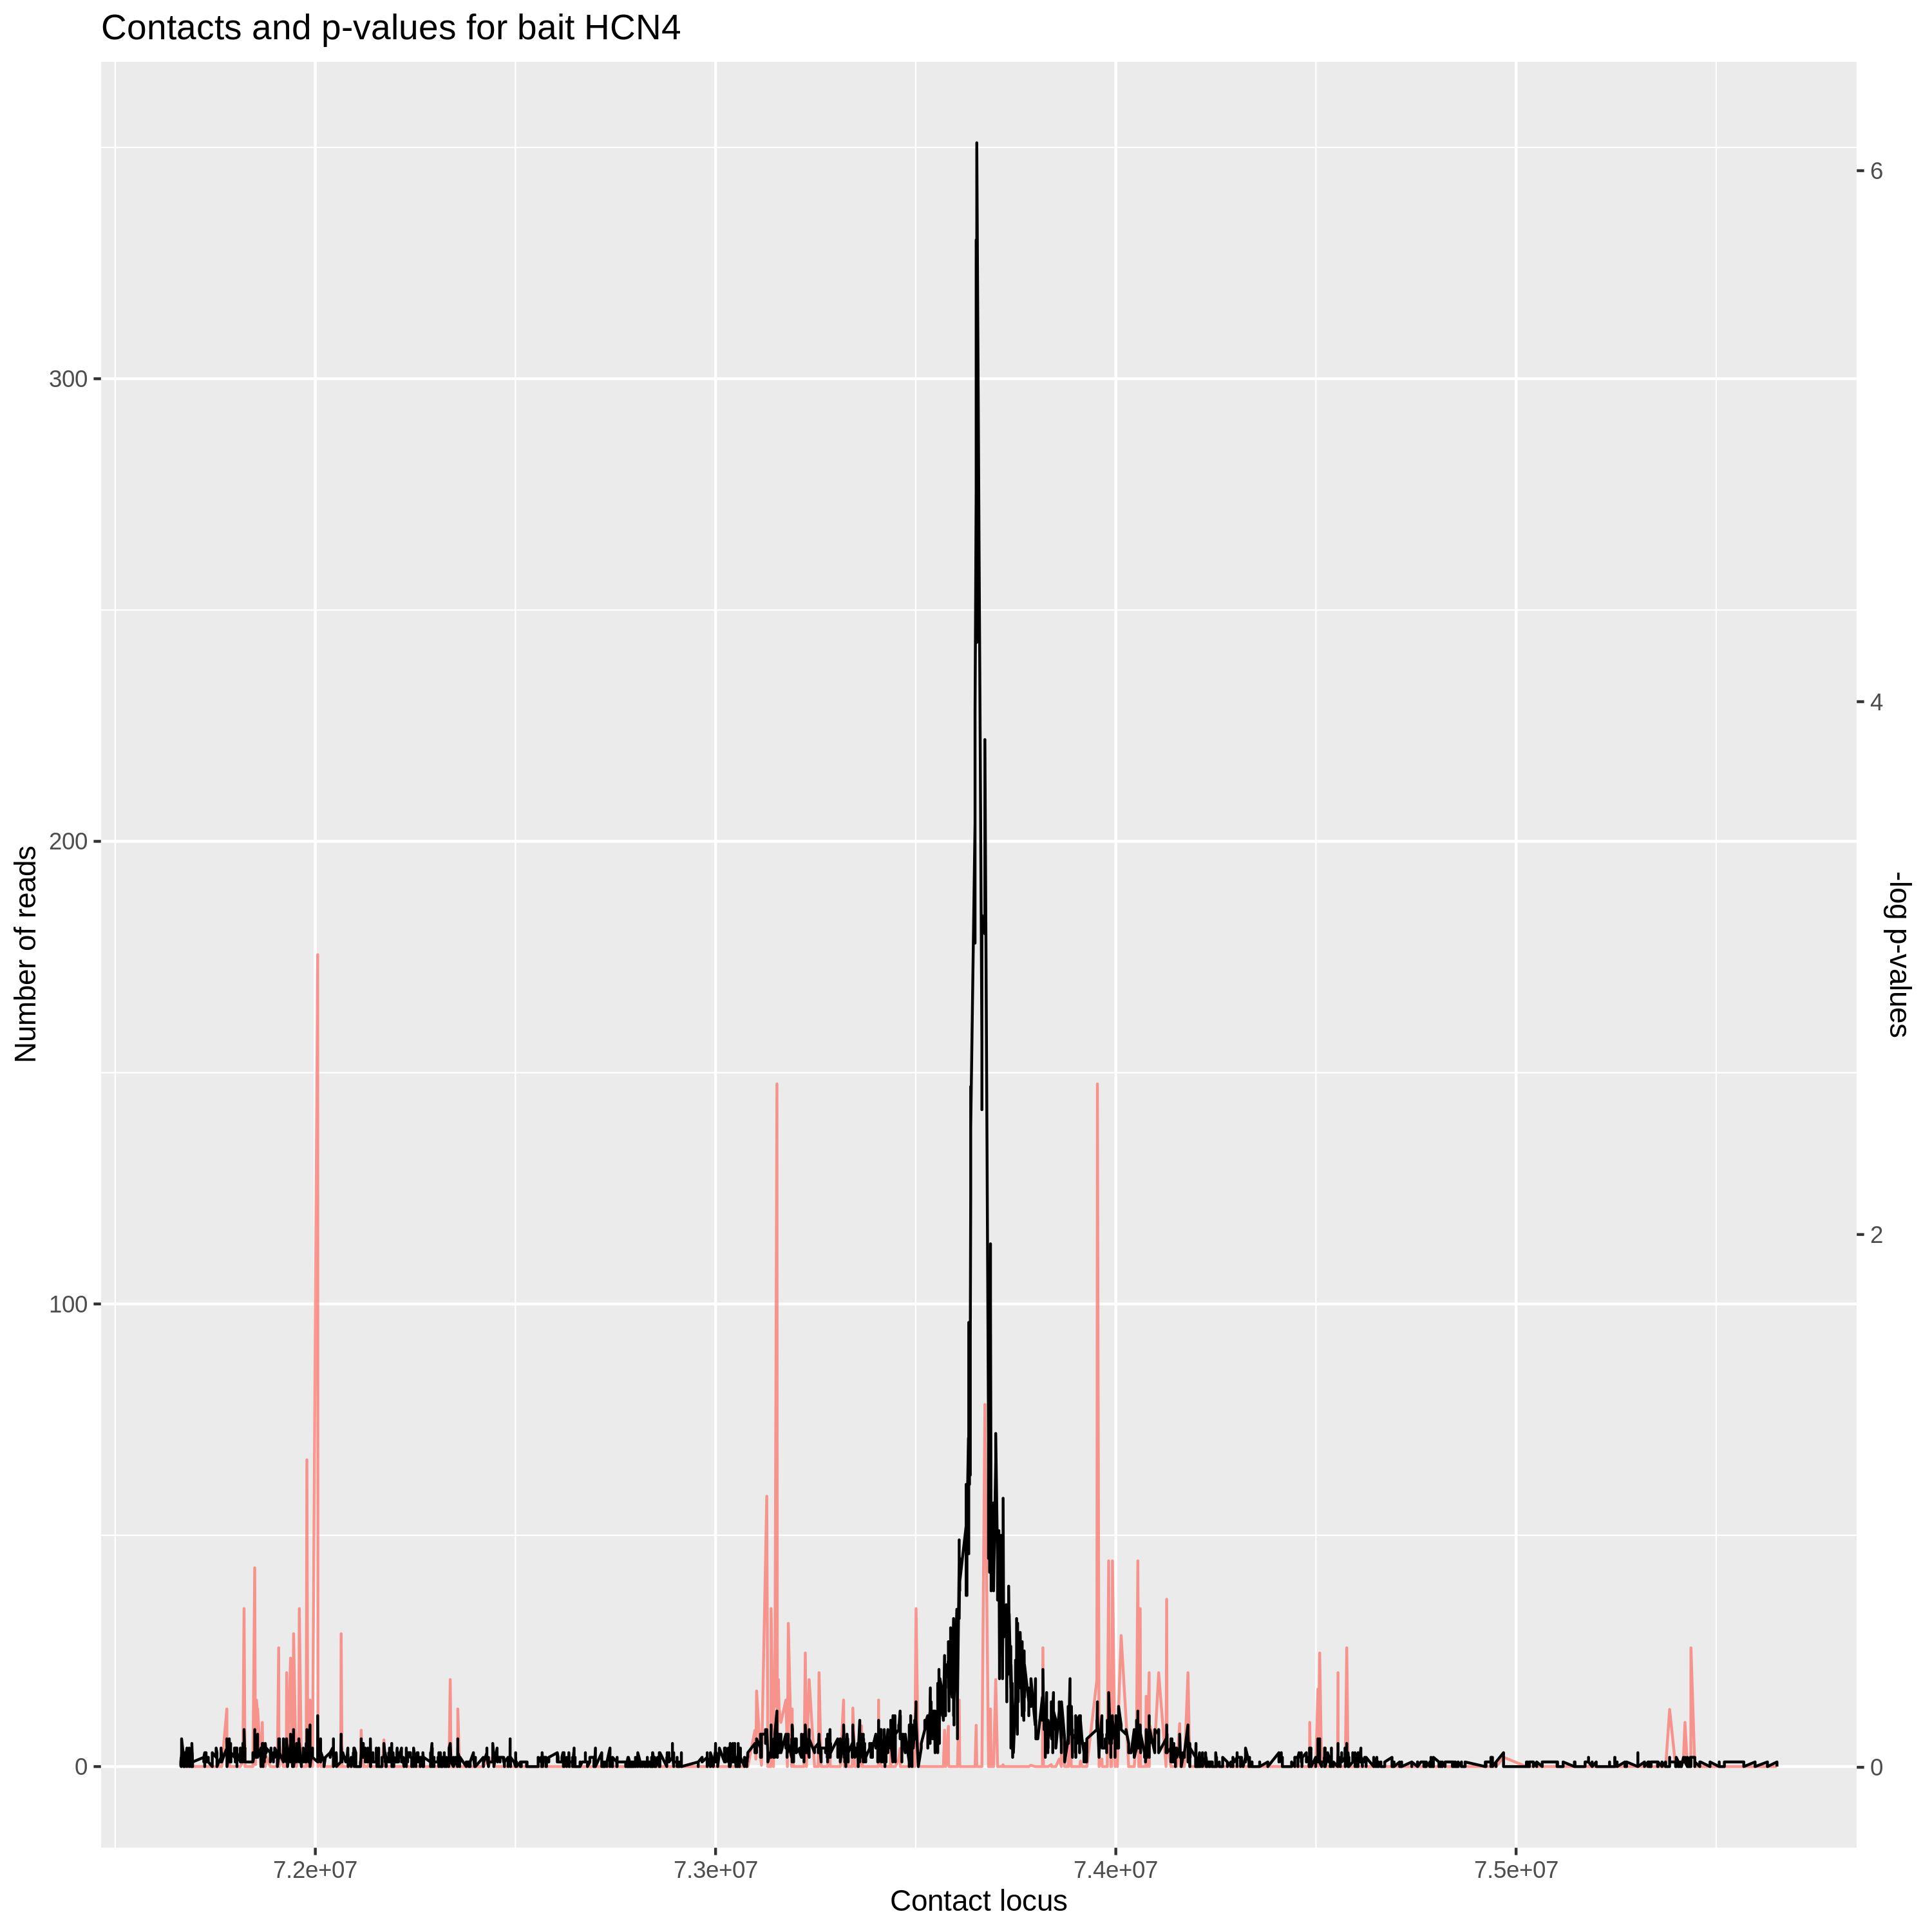 Contacts and p-values for bait HCN4
300
200
100
0
Number of reads
6
4
2
0
-log p-values
7.2e+07
7.3e+07
7.4e+07
7.5e+07
Contact locus